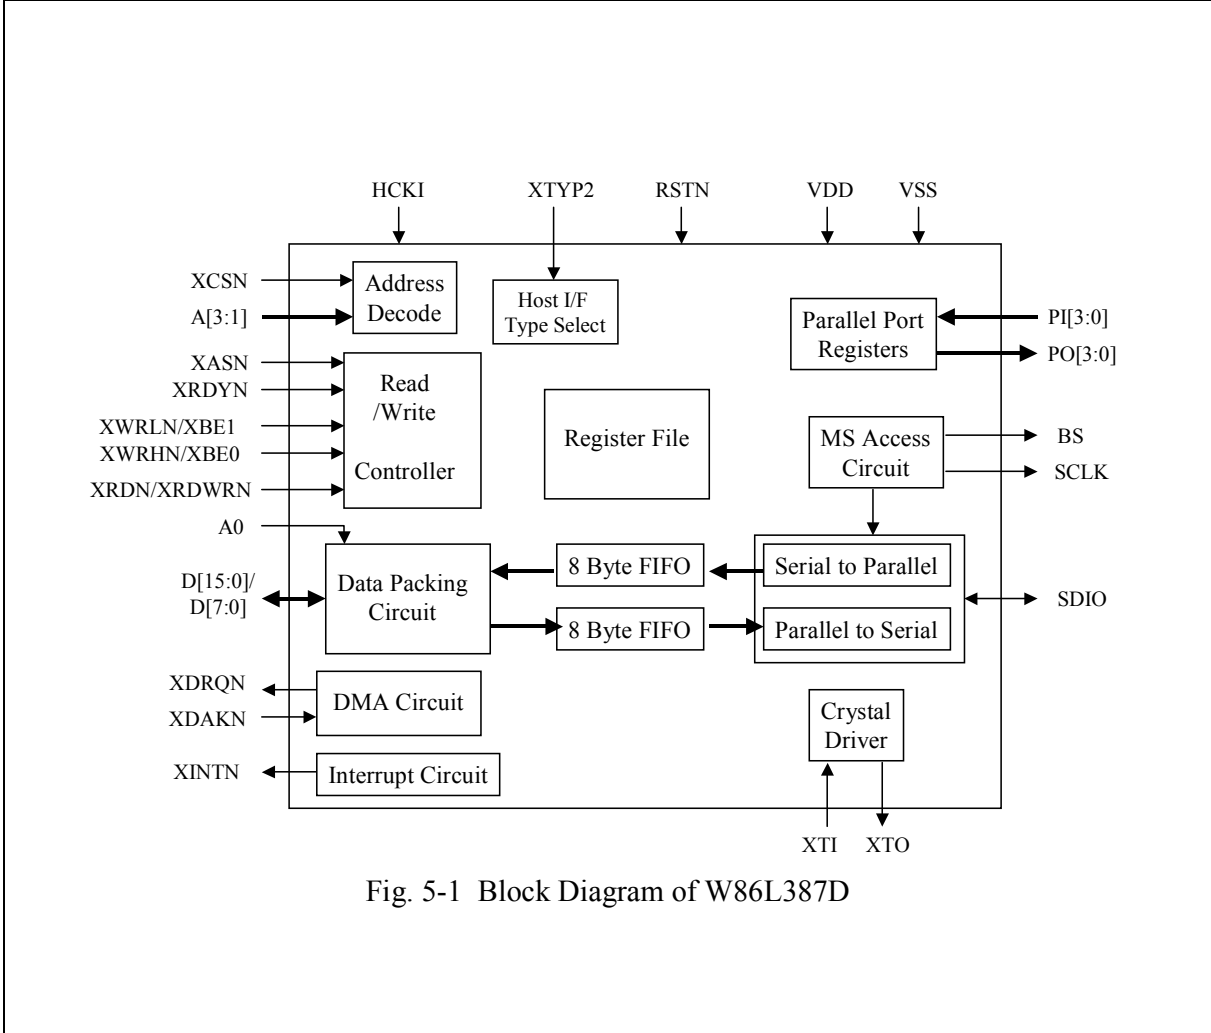 HCKI XTYP2 RSTN VDD VSS
XCSN
A[3:1]
Address
Decode
Host I/F
Type Select
Parallel Port
Registers
PI[3:0]
PO[3:0]
XASN
XRDYN
XWRLN/XBE1
XWRHN/XBE0
XRDN/XRDWRN
Read
/Write
Controller
Register File
MS Access
Circuit
BS
SCLK
A0
D[15:0]/
D[7:0]
Data Packing
Circuit
8 Byte FIFO
8 Byte FIFO
Serial to Parallel
Parallel to Serial
SDIO
XDRQN
XDAKN
DMA Circuit
XINTN
Interrupt Circuit
Crystal
Driver
XTI XTO
Fig. 5-1 Block Diagram of W86L387D